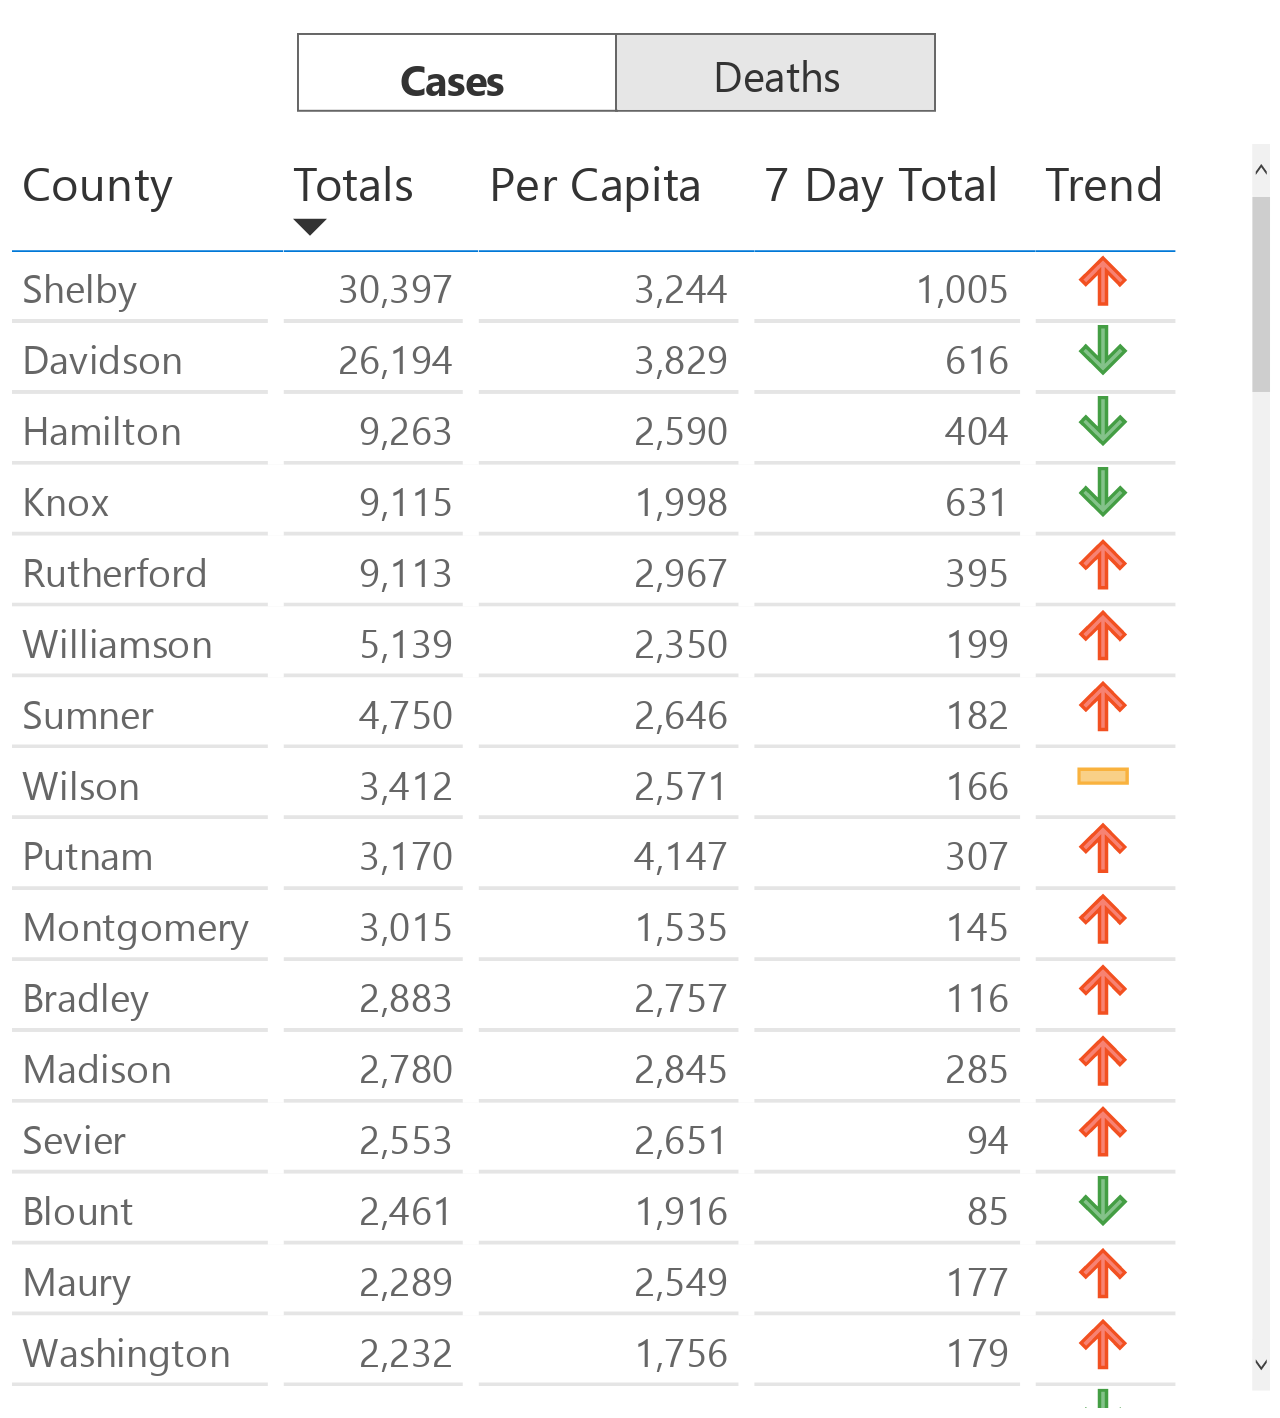 Cases Deaths
County Totals Per Capita 7 Day Total Trend
Shelby 30,397 3,244 1,005
Davidson 26,194 3,829 616
Hamilton 9,263 2,590 404
Knox 9,115 1,998 631
Rutherford 9,113 2,967 395
Williamson 5,139 2,350 199
Sumner 4,750 2,646 182
Wilson 3,412 2,571 166
Putnam 3,170 4,147 307
Montgomery 3,015 1,535 145
Bradley 2,883 2,757 116
Madison 2,780 2,845 285
Sevier 2,553 2,651 94
Blount 2,461 1,916 85
Maury 2,289 2,549 177
Washington 2,232 1,756 179